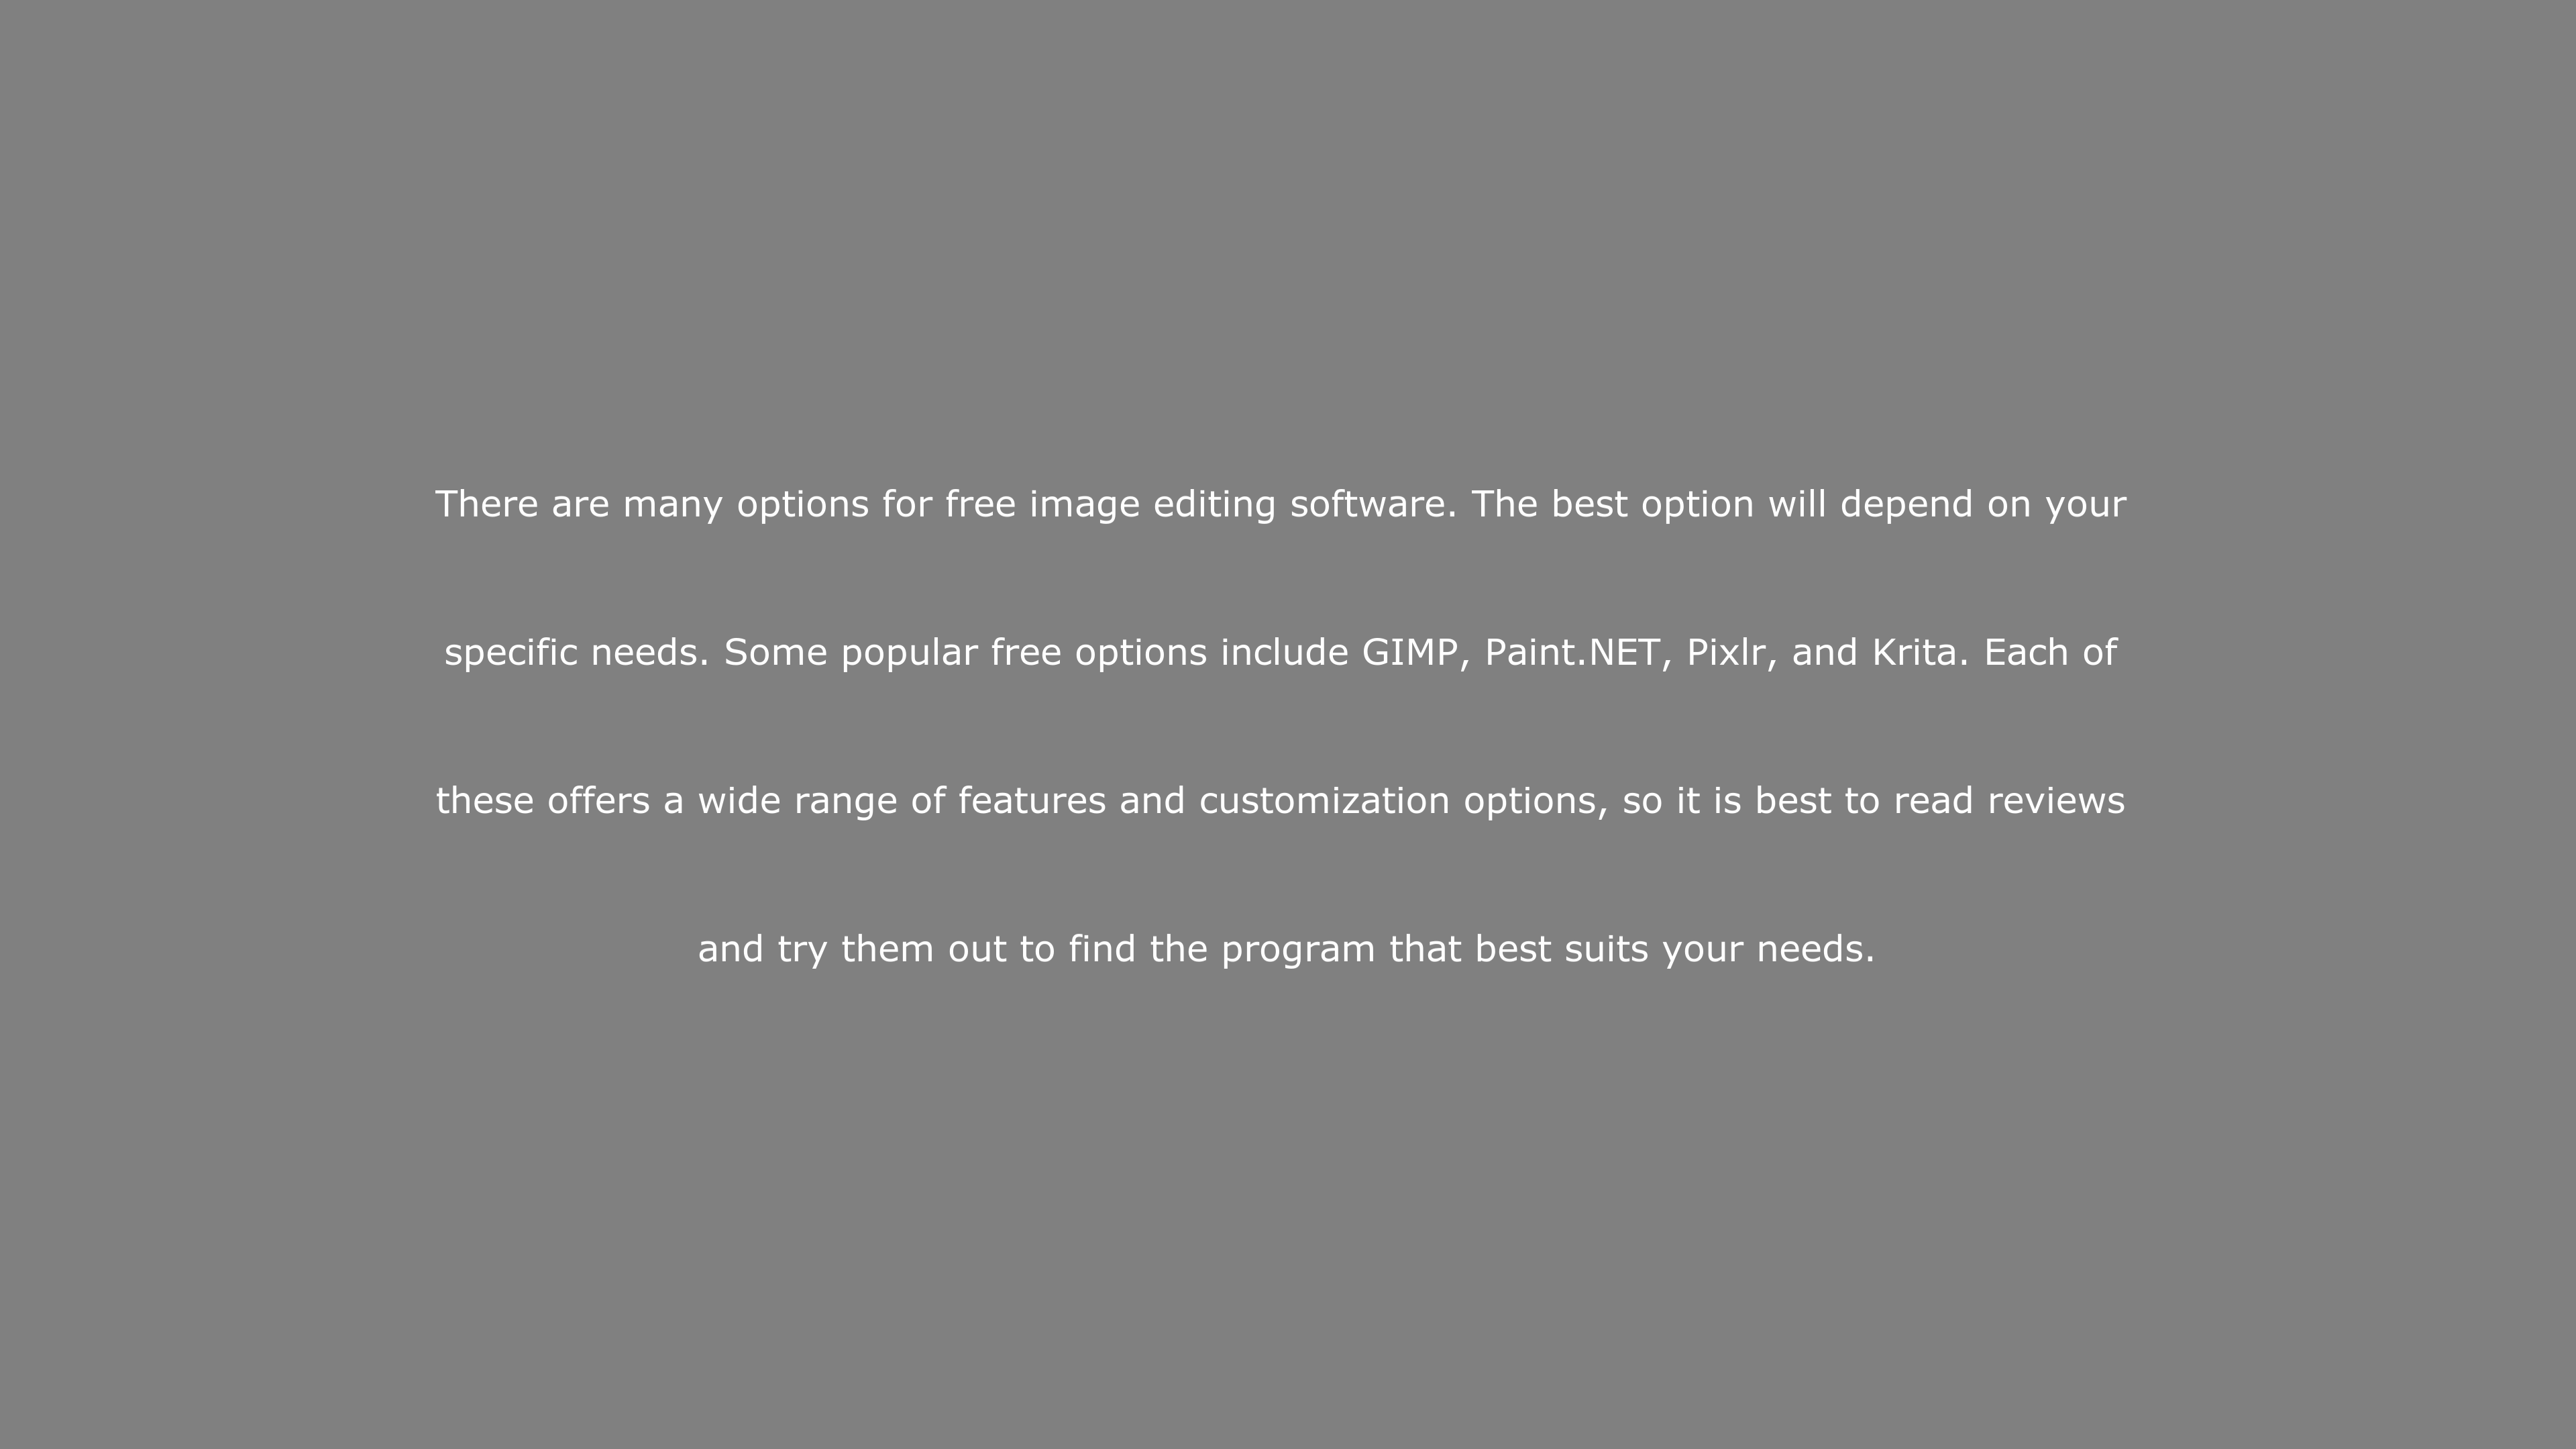 There are many options for free image editing software. The best option will depend on your
specific needs. Some popular free options include GIMP, Paint.NET, Pixlr, and Krita. Each of
these offers a wide range of features and customization options, so it is best to read reviews
and try them out to find the program that best suits your needs.